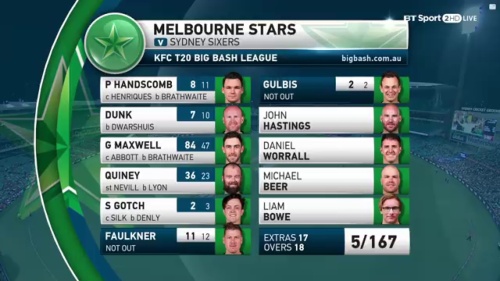 BT Sport 2HD LIVE
MELBOURNE STARS
V SYDNEY SIXERS
KFC T20 BIG BASH LEAGUE bigbash.com.au
P HANDSCOMB 8 11
c HENRIQUES b BRATHWAITE
DUNK 7 10
b DWARSHUIS
G MAXWELL 84 47
c ABBOTT b BRATHWAITE
QUINEY 36 23
st NEVILL b LYON
S GOTCH 2 3
c SILK b DENLY
FAULKNER 11 12
NOT OUT
GULBIS 2 2
NOT OUT
JOHN
HASTINGS
DANIEL
WORRALL
MICHAEL
BEER
LIAM
BOWE
EXTRAS 17
OVERS 18
5/167